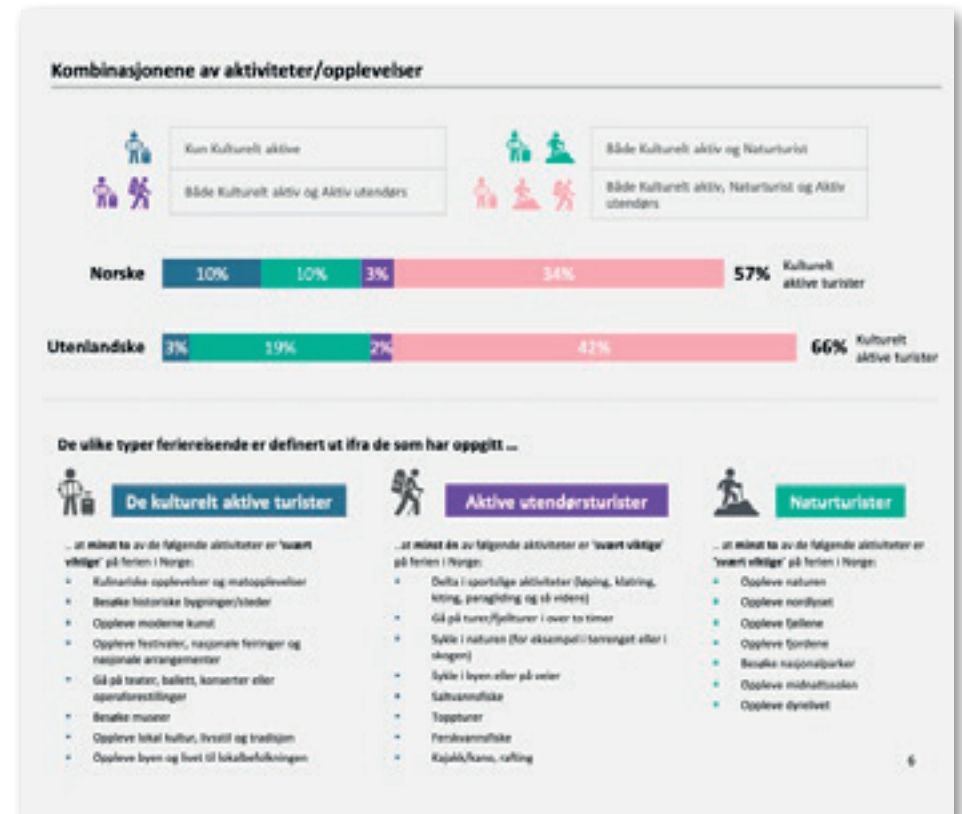 Kombinasjonene av aktiviteter/opplevelser
Kun Kulturelt aktive
Både Kulturelt aktiv og Aktiv utendørs
Både Kulturelt aktiv og Naturturist
Både Kulturelt aktiv, Naturturist og Aktiv
utendørs
Norske 10% 10% 3% 34% 57% Kulturelt
aktive turister
Utenlandske 3% 19% 2% 42% 66% Kulturelt
aktive turister
De ulike typer feriereisende er definert ut ifra de som har oppgitt ...
De kulturelt aktive turister
... at minst to av de følgende aktiviteter er 'svært
viktige' på ferien i Norge:
• Kulinariske opplevelser og matopplevelser
• Besøke historiske bygninger/steder
• Oppleve moderne kunst
• Oppleve festivaler, nasjonale feiringer og
nasjonale arrangementer
• Gå på teater, ballett, konserter eller
operaforestillinger
• Besøke museer
• Oppleve lokal kultur, livsstil og tradisjon
• Oppleve byen og livet til lokalbefolkningen
Aktive utendørsturister
...at minst én av følgende aktiviteter er 'svært viktige'
på ferien i Norge:
• Delta i sportslige aktiviteter (løping, klatring,
kiting, paragliding og så videre)
• Gå på turer/fjellturer i over to timer
• Sykle i naturen (for eksempel i terrenget eller i
skogen)
• Sykle i byen eller på veier
• Saltvannsfiske
• Toppturer
• Ferskvannsfiske
• Kajakk/kano, rafting
Naturturister
... at minst to av de følgende aktiviteter er
'svært viktige' på ferien i Norge:
• Oppleve naturen
• Oppleve nordlyset
• Oppleve fjellene
• Oppleve fjordene
• Besøke nasjonalparker
• Oppleve midnattssolen
• Oppleve dyrelivet
6